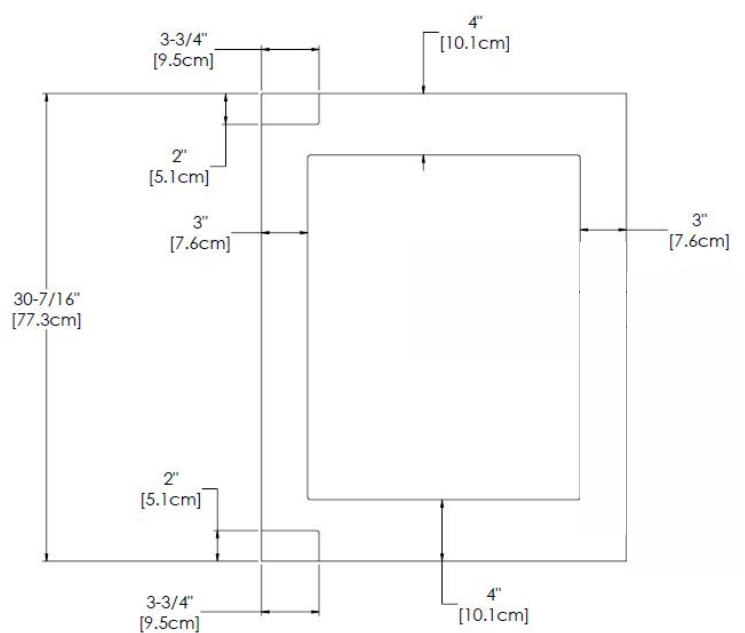 4"
[10.1cm]
3-3/4"
[9.5cm]
2"
[5.1cm]
3"
[7.6cm]
3"
[7.6cm]
30-7/16"
[77.3cm]
2"
[5.1cm]
4"
[10.1cm]
3-3/4"
[9.5cm]